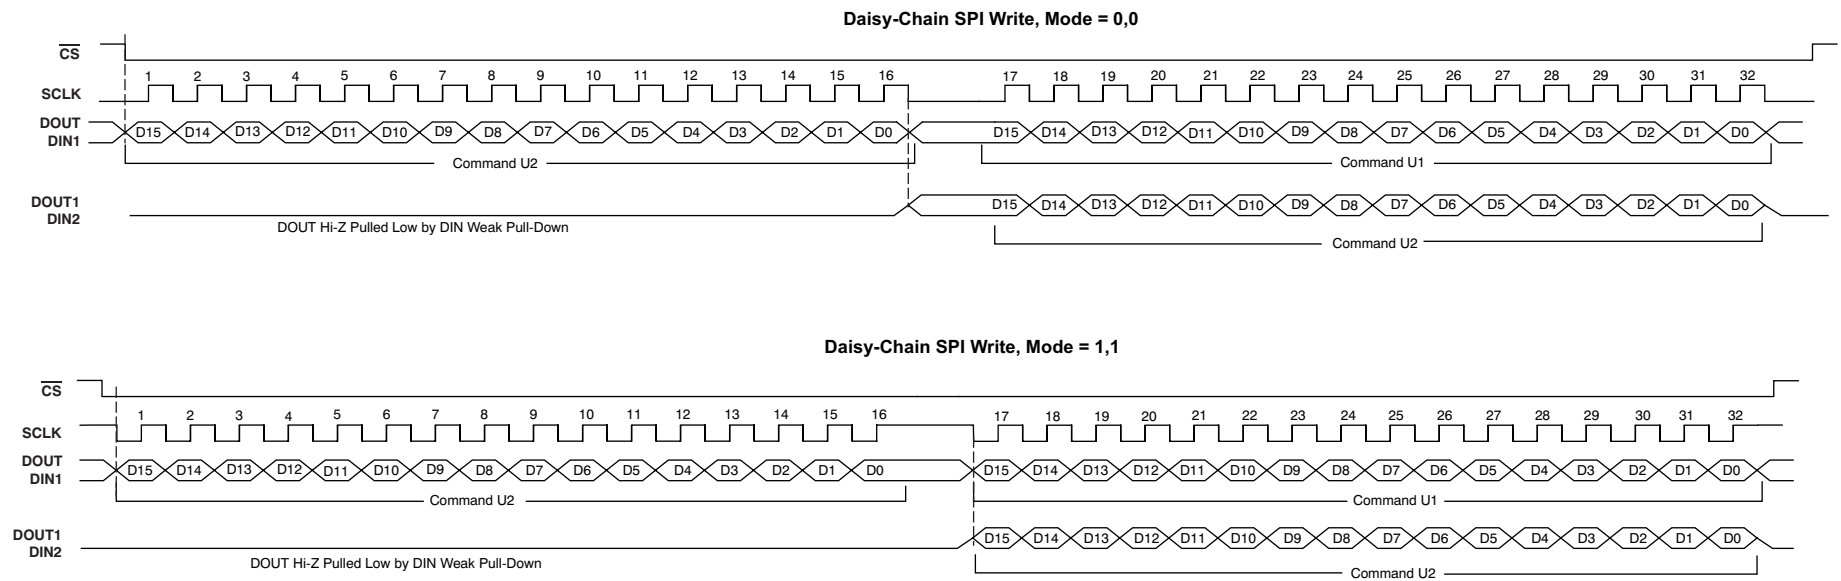 Daisy-Chain SPI Write, Mode = 0,0
CS
1 2 3 4 5 6 7 8 9 10 11 12 13 14 15 16 17 18 19 20 21 22 23 24 25 26 27 28 29 30 31 32
SCLK
DOUT
DIN1
D15 D14 D13 D12 D11 D10 D9 D8 D7 D6 D5 D4 D3 D2 D1 D0 D15 D14 D13 D12 D11 D10 D9 D8 D7 D6 D5 D4 D3 D2 D1 D0
Command U2 Command U1
DOUT1
DIN2
D15 D14 D13 D12 D11 D10 D9 D8 D7 D6 D5 D4 D3 D2 D1 D0
DOUT Hi-Z Pulled Low by DIN Weak Pull-Down
Command U2
Daisy-Chain SPI Write, Mode = 1,1
CS
1 2 3 4 5 6 7 8 9 10 11 12 13 14 15 16 17 18 19 20 21 22 23 24 25 26 27 28 29 30 31 32
SCLK
DOUT
DIN1
D15 D14 D13 D12 D11 D10 D9 D8 D7 D6 D5 D4 D3 D2 D1 D0 D15 D14 D13 D12 D11 D10 D9 D8 D7 D6 D5 D4 D3 D2 D1 D0
Command U2 Command U1
DOUT1
DIN2
D15 D14 D13 D12 D11 D10 D9 D8 D7 D6 D5 D4 D3 D2 D1 D0
DOUT Hi-Z Pulled Low by DIN Weak Pull-Down
Command U2